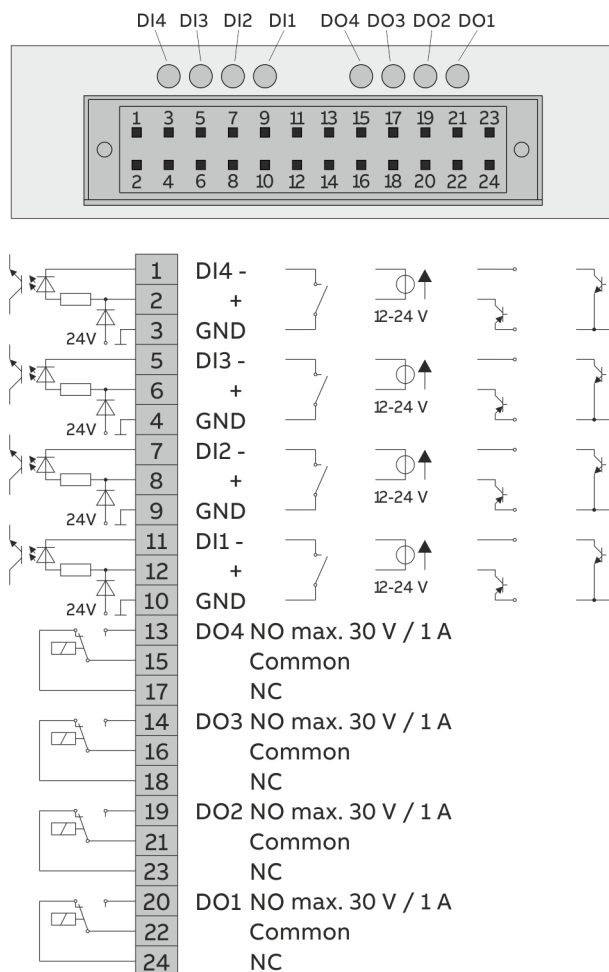 DI4 DI3 DI2 DI1 DO4 DO3 DO2 DO1
1 3 5 7 9 11 13 15 17 19 21 23
2 4 6 8 10 12 14 16 18 20 22 24
1 DI4 -
2 +
12-24 V
24V 3 GND
5 DI3 -
6 +
12-24 V
24V 4 GND
7 DI2 -
8 +
12-24 V
24V 9 GND
11 DI1 -
12 +
12-24 V
24V 10 GND
13 DO4 NO max. 30 V / 1 A
15 Common
17 NC
14 DO3 NO max. 30 V / 1 A
16 Common
18 NC
19 DO2 NO max. 30 V / 1 A
21 Common
23 NC
20 DO1 NO max. 30 V / 1 A
22 Common
24 NC